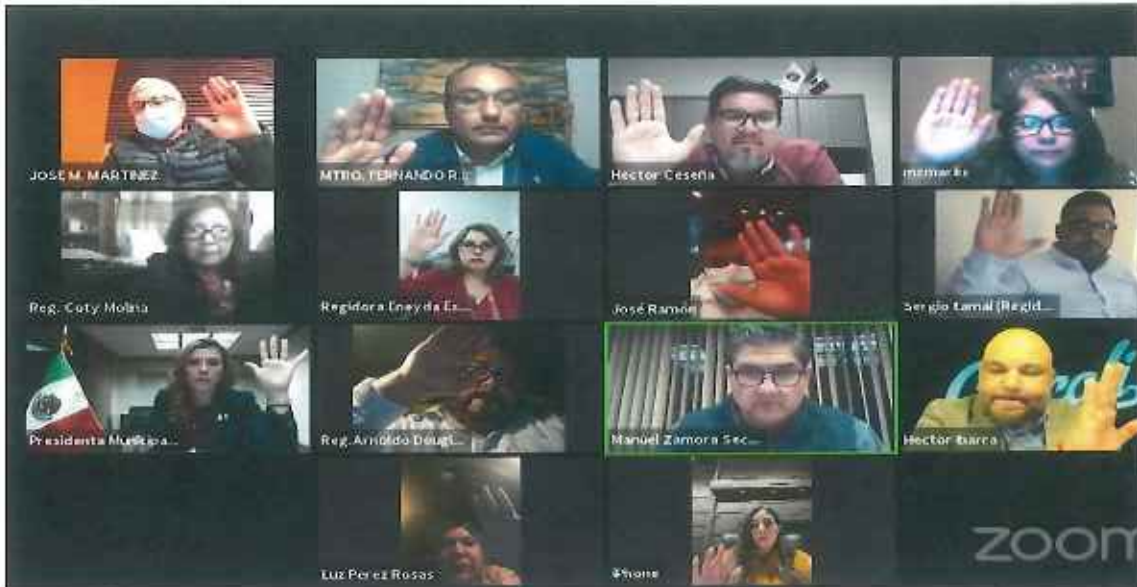 JOSE M. MARTINEZ
MTRO. FERNANDO R...
Hector Ceseña
mamarks
Reg. Coty Molina
Regidora Eneyda Es...
José Ramón
Sergio Tamai (Regid...
Presidenta Municipa...
Reg. Arnoldo Dougl...
Manuel Zamora Sec...
Hector Ibarra
Luz Perez Rosas
iPhone
zoom